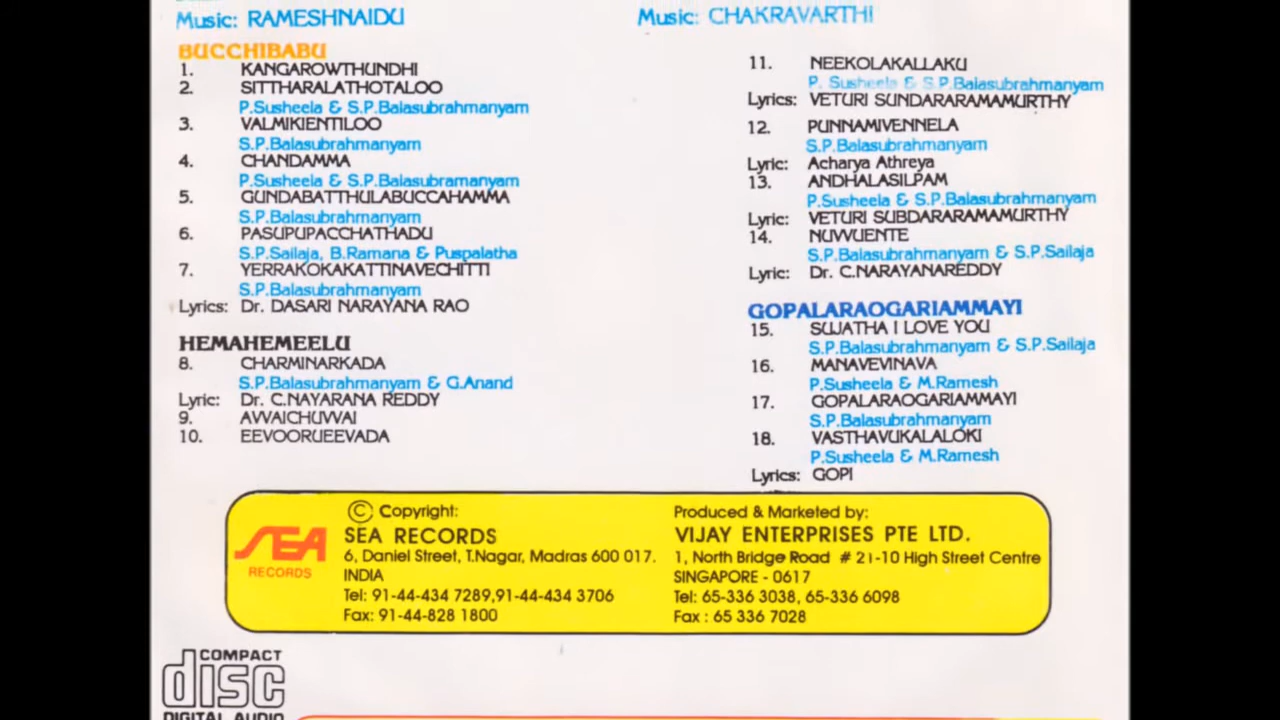 Music: RAMESHNAIDU
BUCCHIBABU
1. KANGAROWTHUNDHI
2. SITTHARALATHOTALOO
P.Susheela & S.P.Balasubrahmanyam
3. VALMIKIENTILOO
S.P.Balasubrahmanyam
4. CHANDAMMA
P.Susheela & S.P.Balasubramanyam
5. GUNDABATTHULABUCCAHAMMA
S.P.Balasubrahmanyam
6. PASUPUPACCHATHADU
S.P.Sailaja, B.Ramana & Puspalatha
7. YERRAKOKAKATTINAVECHITTI
S.P.Balasubrahmanyam
Lyrics: Dr. DASARI NARAYANA RAO
HEMAHEMEELU
8. CHARMINARKADA
S.P.Balasubrahmanyam & G.Anand
Lyric: Dr. C.NAYARANA REDDY
9. AVVAICHUVVAI
10. EEVOORUEEVADA
Music: CHAKRAVARTHI
11. NEEKOLAKALLAKU
P. Susheela & S.P.Balasubrahmanyam
Lyrics: VETURI SUNDARARAMAMURTHY
12. PUNNAMIVENNELA
S.P.Balasubrahmanyam
Lyric: Acharya Athreya
13. ANDHALASILPAM
P.Susheela & S.P.Balasubrahmanyam
Lyric: VETURI SUBDARARAMAMURTHY
14. NUVVUENTE
S.P.Balasubrahmanyam & S.P.Sailaja
Lyric: Dr. C.NARAYANAREDDY
GOPALARAOGARIAMMAYI
15. SUJATHA I LOVE YOU
S.P.Balasubrahmanyam & S.P.Sailaja
16. MANAVEVINAVA
P.Susheela & M.Ramesh
17. GOPALARAOGARIAMMAYI
S.P.Balasubrahmanyam
18. VASTHAVUKALALOKI
P.Susheela & M.Ramesh
Lyrics: GOPI
SEA
RECORDS
© Copyright:
SEA RECORDS
6, Daniel Street, T.Nagar, Madras 600 017.
INDIA
Tel: 91-44-434 7289,91-44-434 3706
Fax: 91-44-828 1800
Produced & Marketed by:
VIJAY ENTERPRISES PTE LTD.
1, North Bridge Road # 21-10 High Street Centre
SINGAPORE - 0617
Tel: 65-336 3038, 65-336 6098
Fax : 65 336 7028
COMPACT
disc
DIGITAL AUDIO